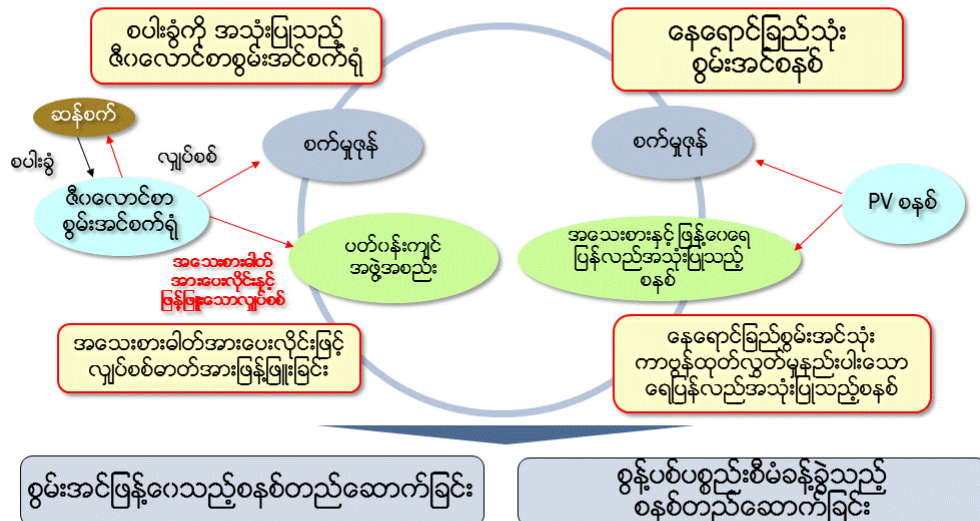 စပါးခွံကို အသုံးပြုသည့်
ဇီဝလောင်စာစွမ်းအင်စက်ရုံ
နေရောင်ခြည်သုံး
စွမ်းအင်စနစ်
ဆန်စက်
စပါးခွံ
လျှပ်စစ်
စက်မှုဇုန်
စက်မှုဇုန်
ဇီဝလောင်စာ
စွမ်းအင်စက်ရုံ
PV စနစ်
ပတ်ဝန်းကျင်
အဖွဲ့အစည်း
အသေးစားနှင့် ဖြန့်ဝေရေ
ပြန်လည်အသုံးပြုသည့်
စနစ်
အသေးစားဓါတ်
အားပေးလိုင်းနှင့်
ဖြန့်ဖြူးသောလျှပ်စစ်
အသေးစားဓါတ်အားပေးလိုင်းဖြင့်
လျှပ်စစ်ဓာတ်အားဖြန့်ဖြူးခြင်း
နေရောင်ခြည်စွမ်းအင်သုံး
ကာဗွန်ထုတ်လွှတ်မှုနည်းပါးသော
ရေပြန်လည်အသုံးပြုသည့်စနစ်
စွမ်းအင်ဖြန့်ဝေသည့်စနစ်တည်ဆောက်ခြင်း
စွန့်ပစ်ပစ္စည်းစီမံခန့်ခွဲသည့်
စနစ်တည်ဆောက်ခြင်း